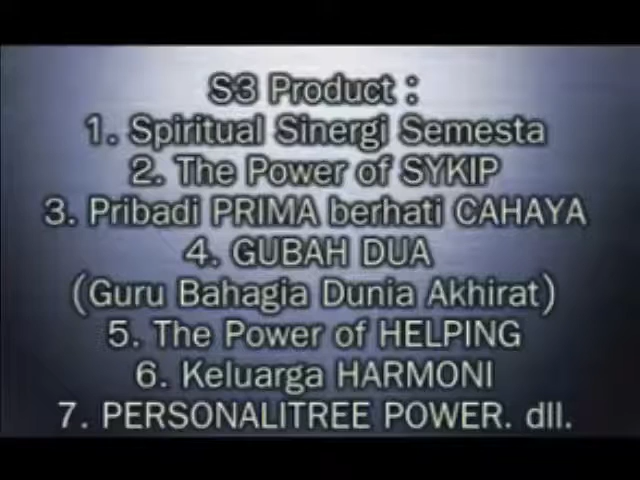 S3 Product :
1. Spiritual Sinergi Semesta
2. The Power of SYKIP
3. Pribadi PRIMA berhati CAHAYA
4. GUBAH DUA
(Guru Bahagia Dunia Akhirat)
5. The Power of HELPING
6. Keluarga HARMONI
7. PERSONALITREE POWER. dll.